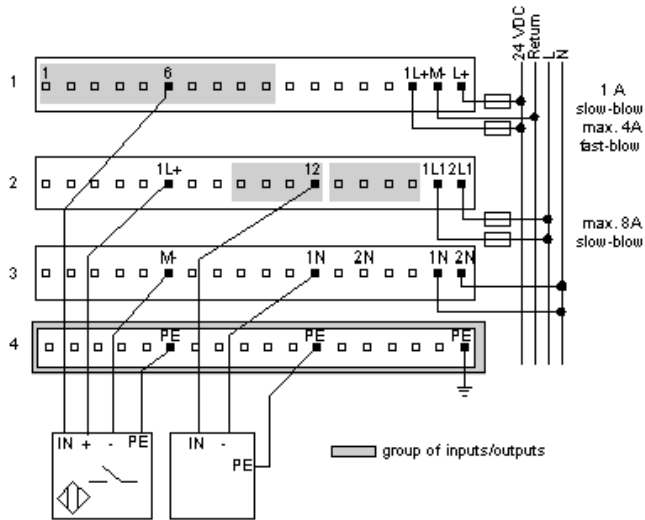 24 VDC
Return
L
N
1
1 6 1L+ M- L+
1 A
slow-blow
max. 4A
fast-blow
2
1L+ 12 1L1 2L1
max. 8A
slow-blow
3
M- 1N 2N 1N 2N
4
PE PE PE
IN + - PE
IN -
PE
group of inputs/outputs